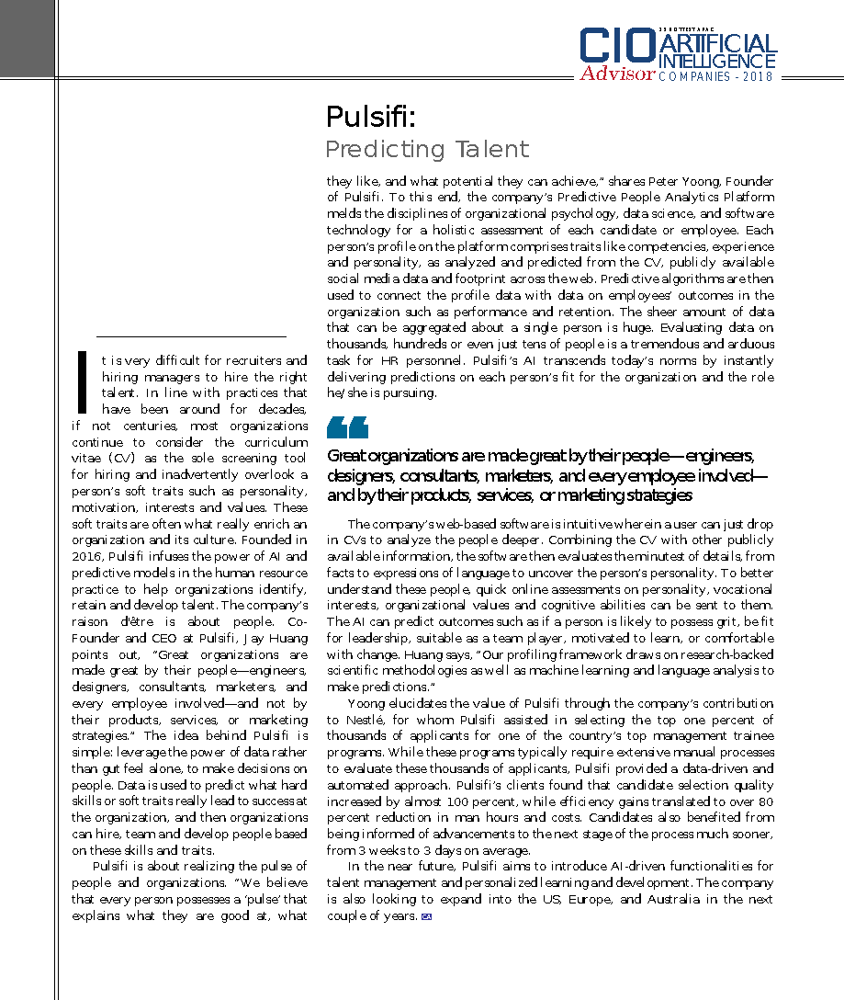 CIO
25 HOTTEST APAC
ARTIFICIAL
INTELLIGENCE
Advisor COMPANIES - 2018
Pulsifi:
Predicting Talent
It is very difficult for recruiters and
hiring managers to hire the right
talent. In line with practices that
have been around for decades,
if not centuries, most organizations
continue to consider the curriculum
vitae (CV) as the sole screening tool
for hiring and inadvertently overlook a
person's soft traits such as personality,
motivation, interests and values. These
soft traits are often what really enrich an
organization and its culture. Founded in
2016, Pulsifi infuses the power of AI and
predictive models in the human resource
practice to help organizations identify,
retain and develop talent. The company's
raison d'être is about people. Co-
Founder and CEO at Pulsifi, Jay Huang
points out, “Great organizations are
made great by their people—engineers,
designers, consultants, marketers, and
every employee involved—and not by
their products, services, or marketing
strategies.” The idea behind Pulsifi is
simple: leverage the power of data rather
than gut feel alone, to make decisions on
people. Data is used to predict what hard
skills or soft traits really lead to success at
the organization, and then organizations
can hire, team and develop people based
on these skills and traits.
Pulsifi is about realizing the pulse of
people and organizations. “We believe
that every person possesses a ‘pulse’ that
explains what they are good at, what
they like, and what potential they can achieve,” shares Peter Yoong, Founder
of Pulsifi. To this end, the company's Predictive People Analytics Platform
melds the disciplines of organizational psychology, data science, and software
technology for a holistic assessment of each candidate or employee. Each
person's profile on the platform comprises traits like competencies, experience
and personality, as analyzed and predicted from the CV, publicly available
social media data and footprint across the web. Predictive algorithms are then
used to connect the profile data with data on employees' outcomes in the
organization such as performance and retention. The sheer amount of data
that can be aggregated about a single person is huge. Evaluating data on
thousands, hundreds or even just tens of people is a tremendous and arduous
task for HR personnel. Pulsifi's AI transcends today's norms by instantly
delivering predictions on each person's fit for the organization and the role
he/she is pursuing.
“
Great organizations are made great by their people—engineers,
designers, consultants, marketers, and every employee involved—
and by their products, services, or marketing strategies
The company's web-based software is intuitive wherein a user can just drop
in CVs to analyze the people deeper. Combining the CV with other publicly
available information, the software then evaluates the minutest of details, from
facts to expressions of language to uncover the person's personality. To better
understand these people, quick online assessments on personality, vocational
interests, organizational values and cognitive abilities can be sent to them.
The AI can predict outcomes such as if a person is likely to possess grit, be fit
for leadership, suitable as a team player, motivated to learn, or comfortable
with change. Huang says, “Our profiling framework draws on research-backed
scientific methodologies as well as machine learning and language analysis to
make predictions.”
Yoong elucidates the value of Pulsifi through the company's contribution
to Nestlé, for whom Pulsifi assisted in selecting the top one percent of
thousands of applicants for one of the country's top management trainee
programs. While these programs typically require extensive manual processes
to evaluate these thousands of applicants, Pulsifi provided a data-driven and
automated approach. Pulsifi's clients found that candidate selection quality
increased by almost 100 percent, while efficiency gains translated to over 80
percent reduction in man hours and costs. Candidates also benefited from
being informed of advancements to the next stage of the process much sooner,
from 3 weeks to 3 days on average.
In the near future, Pulsifi aims to introduce AI-driven functionalities for
talent management and personalized learning and development. The company
is also looking to expand into the US, Europe, and Australia in the next
couple of years. CA